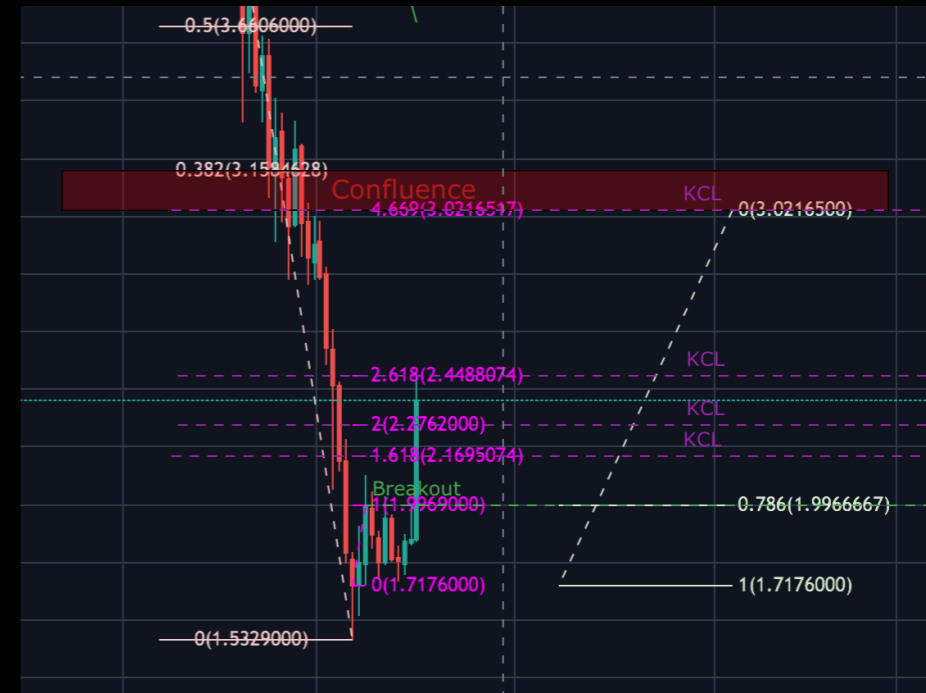 0.5(3.6606000)
0.382(3.1584628)
Confluence
KCL
4.669(3.0216517)
0(3.0216500)
KCL
2.618(2.4488074)
KCL
2(2.2762000)
KCL
1.618(2.1695074)
Breakout
1(1.9969000)
0.786(1.9966667)
0(1.7176000)
1(1.7176000)
0(1.5329000)